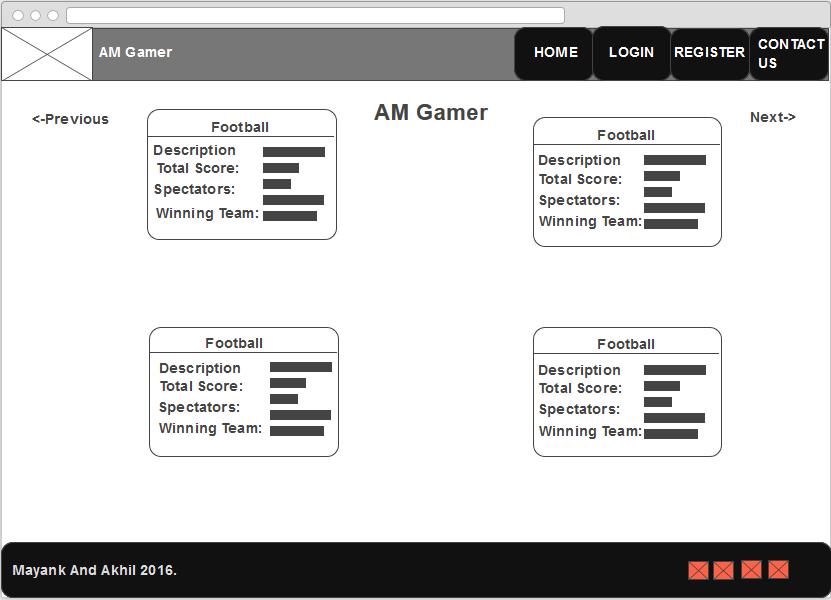 AM Gamer
HOME
LOGIN
REGISTER
CONTACT
US
<-Previous
AM Gamer
Next->
Football
Description
Total Score:
Spectators:
Winning Team:
Football
Description
Total Score:
Spectators:
Winning Team:
Football
Description
Total Score:
Spectators:
Winning Team:
Football
Description
Total Score:
Spectators:
Winning Team:
Mayank And Akhil 2016.